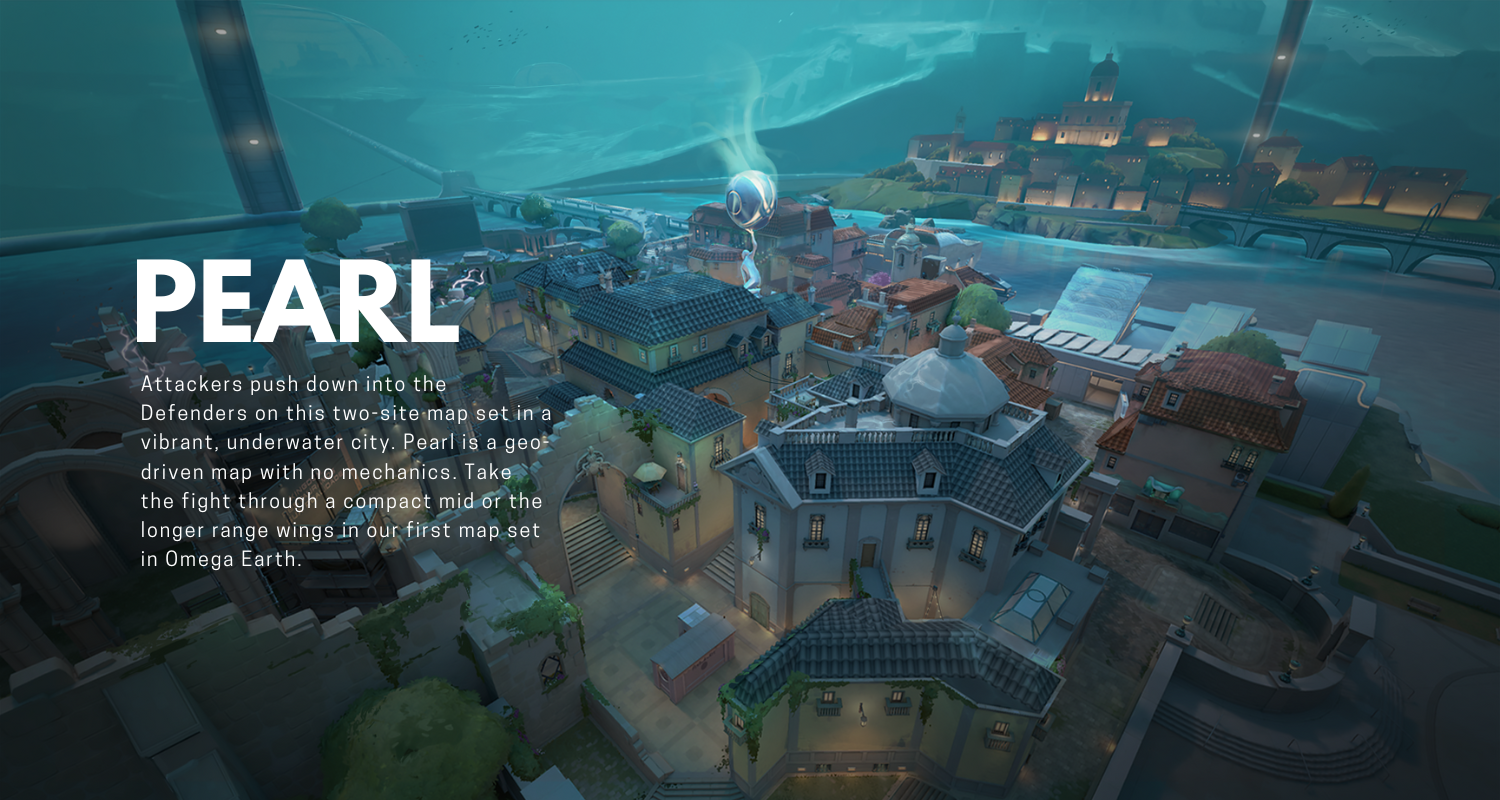 PEARL
Attackers push down into the
Defenders on this two-site map set in a
vibrant, underwater city. Pearl is a geo-
driven map with no mechanics. Take
the fight through a compact mid or the
longer range wings in our first map set
in Omega Earth.